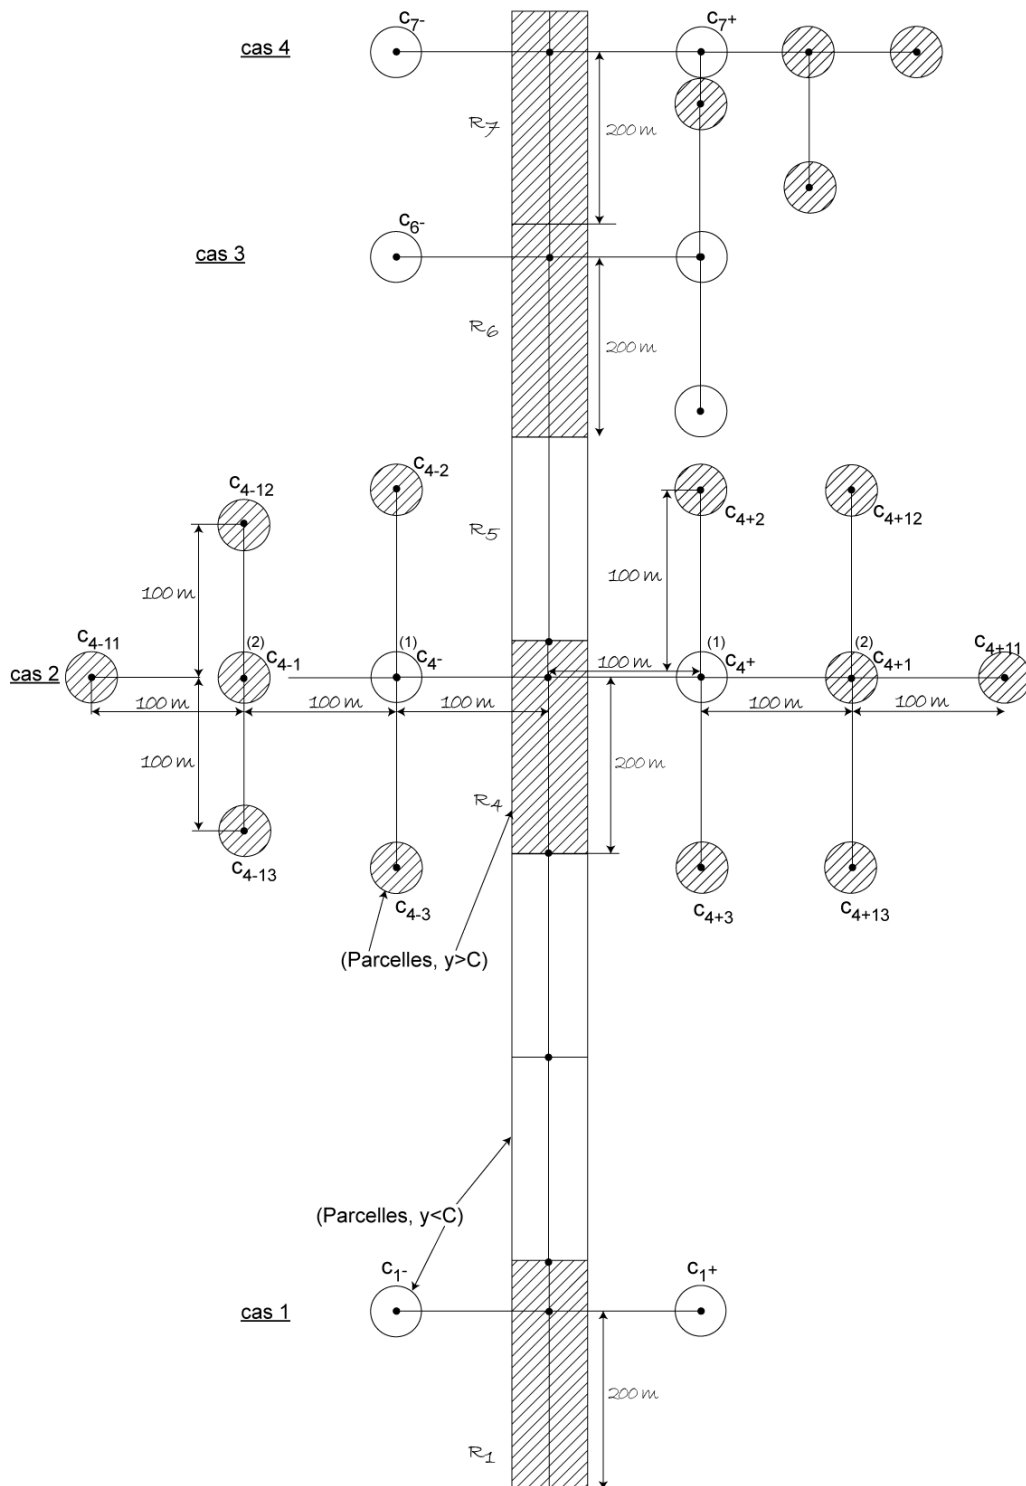 C7-
C7+
cas 4
R7
200 m
C6-
cas 3
R6
200 m
C4-2
C4-12
C4+2
C4+12
R5
100 m
100 m
C4-11
(2)
C4-1
(1)
C4-
(1)
C4+
(2)
C4+1
C4+11
cas 2
100 m
100 m
100 m
100 m
100 m
100 m
100 m
200 m
R4
C4-13
C4-3
C4+3
C4+13
(Parcelles, y>C)
(Parcelles, y<C)
C1-
C1+
cas 1
200 m
R1